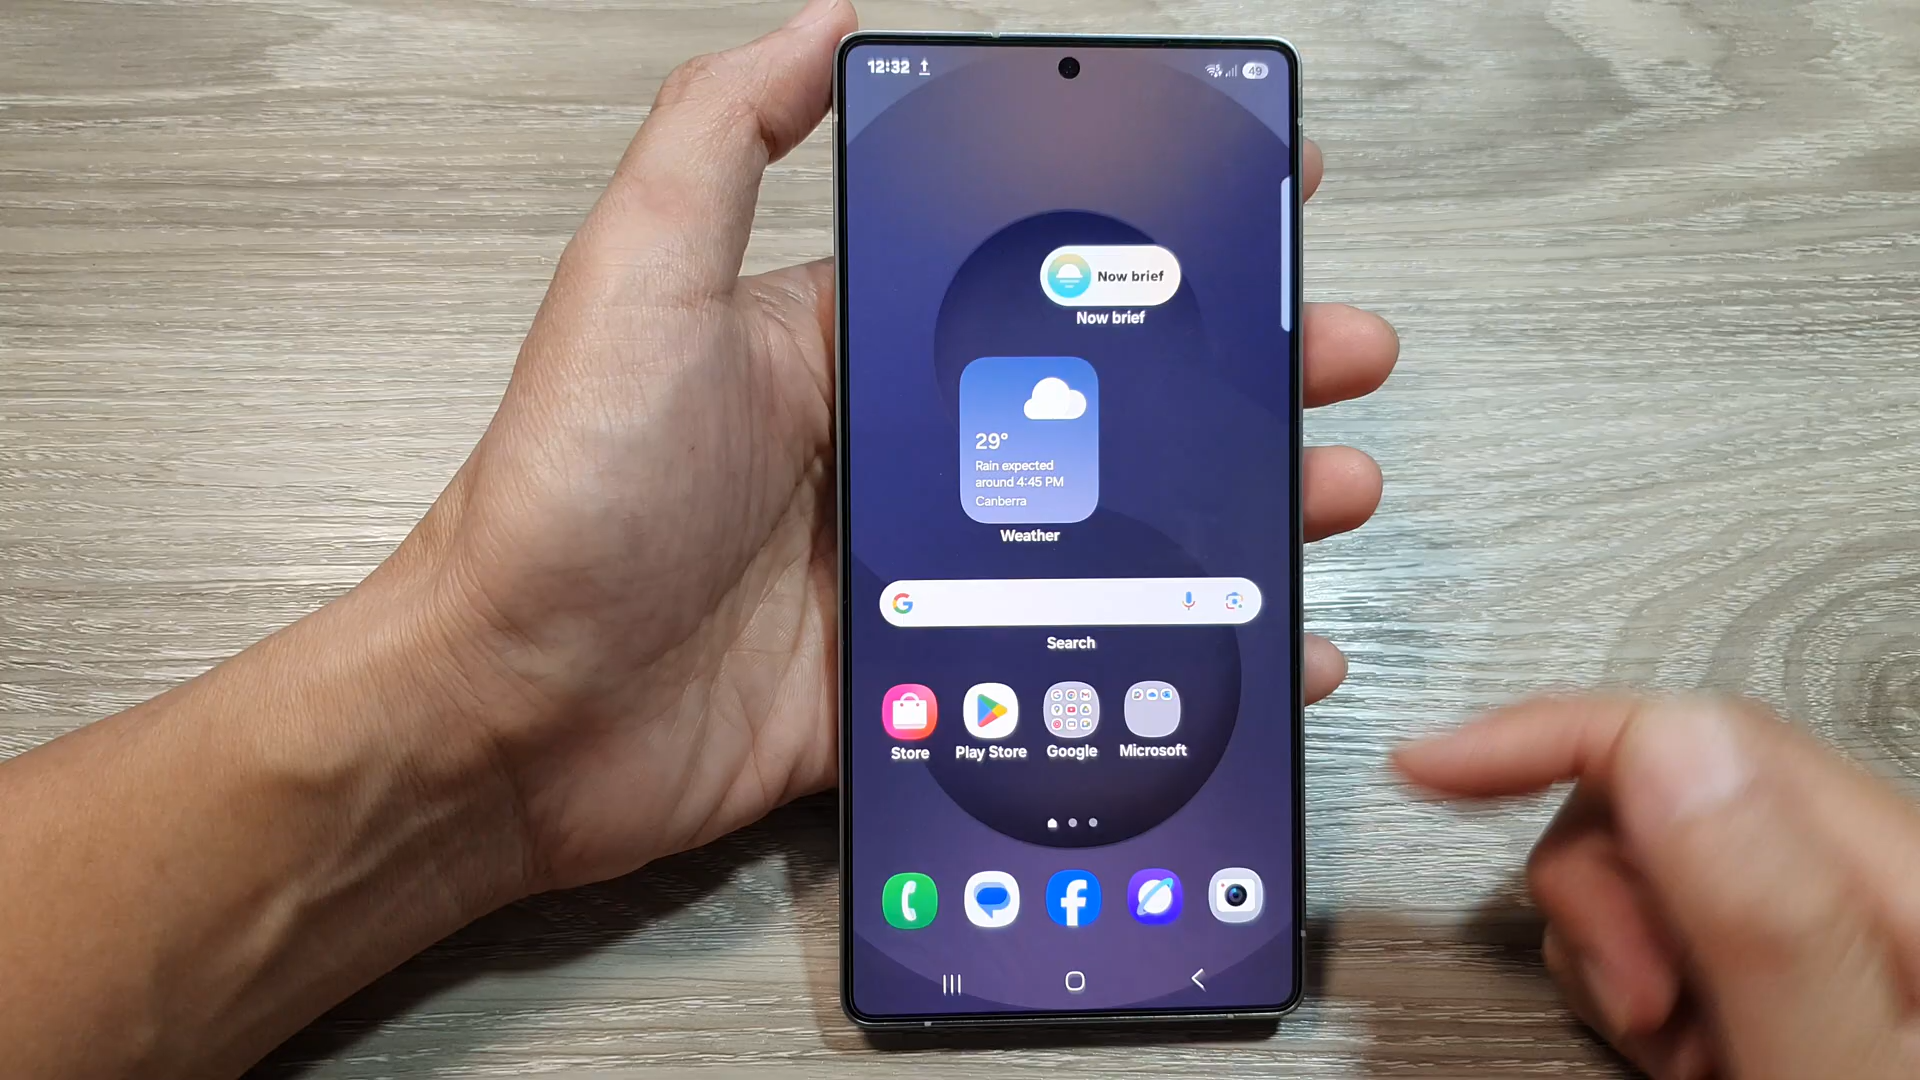 12:32
49
Now brief
Now brief
29°
Rain expected
around 4:45 PM
Canberra
Weather
G
Search
Store
Play Store
Google
Microsoft